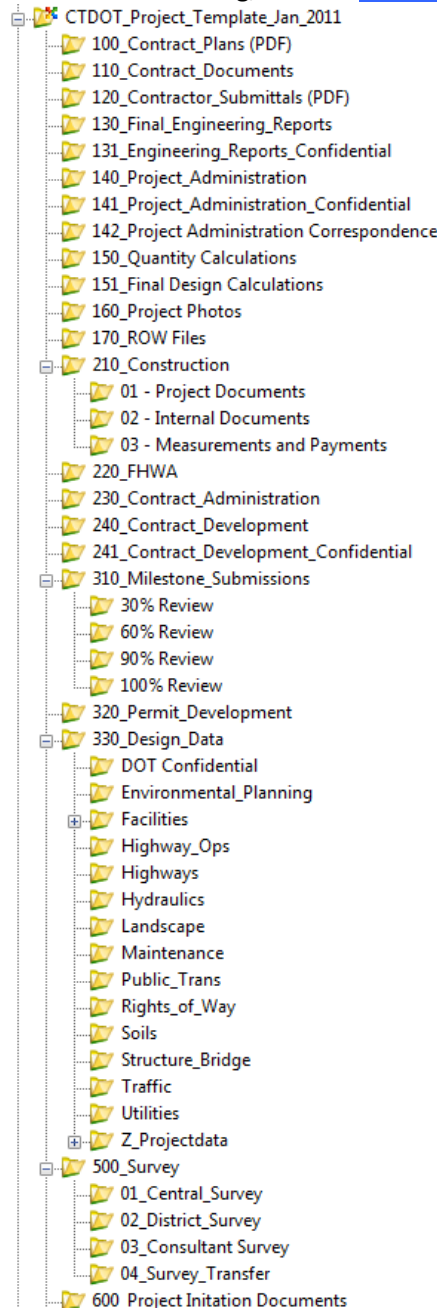 CTDOT_Project_Template_Jan_2011
100_Contract_Plans (PDF)
110_Contract_Documents
120_Contractor_Submittals (PDF)
130_Final_Engineering_Reports
131_Engineering_Reports_Confidential
140_Project_Administration
141_Project_Administration_Confidential
142_Project Administration Correspondence
150_Quantity Calculations
151_Final Design Calculations
160_Project Photos
170_ROW Files
210_Construction
01 - Project Documents
02 - Internal Documents
03 - Measurements and Payments
220_FHWA
230_Contract_Administration
240_Contract_Development
241_Contract_Development_Confidential
310_Milestone_Submissions
30% Review
60% Review
90% Review
100% Review
320_Permit_Development
330_Design_Data
DOT Confidential
Environmental_Planning
Facilities
Highway_Ops
Highways
Hydraulics
Landscape
Maintenance
Public_Trans
Rights_of_Way
Soils
Structure_Bridge
Traffic
Utilities
Z_Projectdata
500_Survey
01_Central_Survey
02_District_Survey
03_Consultant Survey
04_Survey_Transfer
600_Project Initation Documents